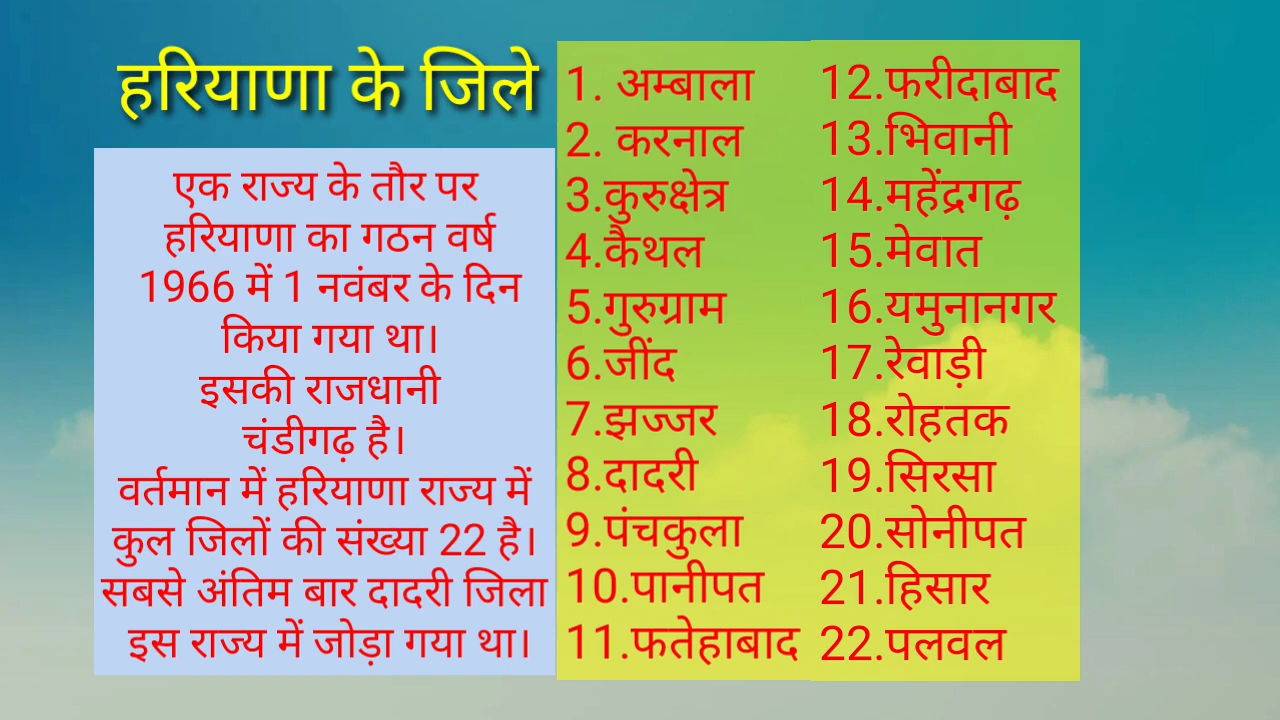 हरियाणा के जिले
एक राज्य के तौर पर
हरियाणा का गठन वर्ष
1966 में 1 नवंबर के दिन
किया गया था।
इसकी राजधानी
चंडीगढ़ है।
वर्तमान में हरियाणा राज्य में
कुल जिलों की संख्या 22 है।
सबसे अंतिम बार दादरी जिला
इस राज्य में जोड़ा गया था।
1. अम्बाला
2. करनाल
3.कुरुक्षेत्र
4.कैथल
5.गुरुग्राम
6.जींद
7.झज्जर
8.दादरी
9.पंचकुला
10.पानीपत
11.फतेहाबाद
12.फरीदाबाद
13.भिवानी
14.महेंद्रगढ़
15.मेवात
16.यमुनानगर
17.रेवाड़ी
18.रोहतक
19.सिरसा
20.सोनीपत
21.हिसार
22.पलवल